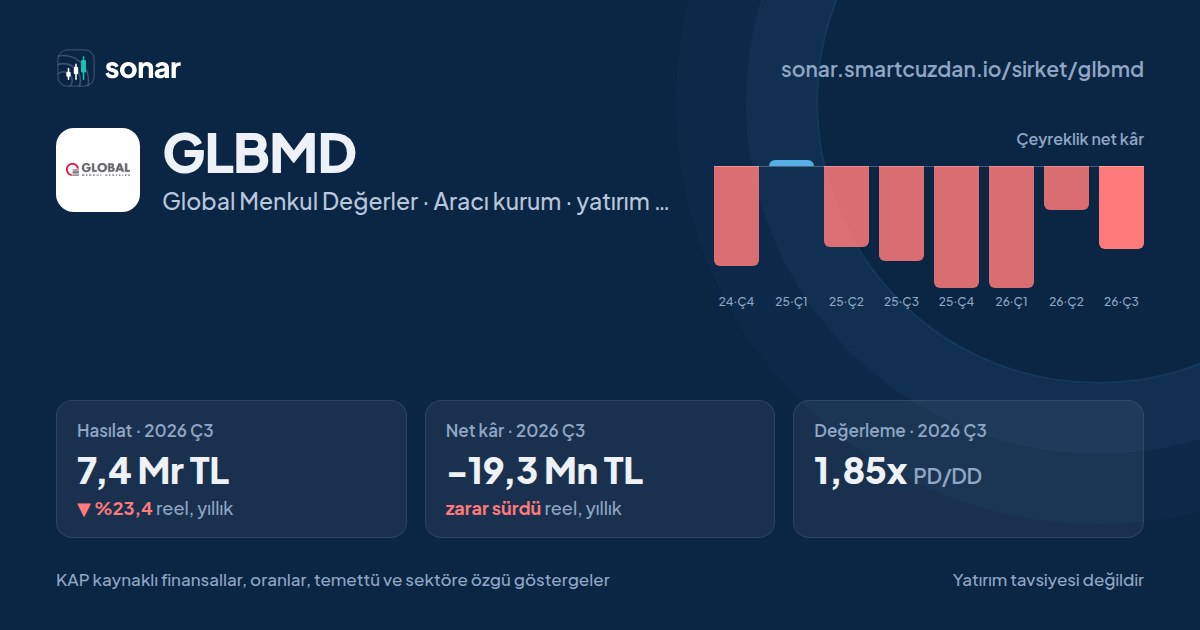 sonar
sonar.smartcuzdan.io/sirket/glbmd
GLOBAL
GLBMD
Global Menkul Değerler · Aracı kurum · yatırım ...
Çeyreklik net kâr
24·Ç4 25·Ç1 25·Ç2 25·Ç3 25·Ç4 26·Ç1 26·Ç2 26·Ç3
Hasılat · 2026 Ç3
7,4 Mr TL
▼ %23,4 reel, yıllık
Net kâr · 2026 Ç3
−19,3 Mn TL
zarar sürdü reel, yıllık
Değerleme · 2026 Ç3
1,85x PD/DD
KAP kaynaklı finansallar, oranlar, temettü ve sektöre özgü göstergeler
Yatırım tavsiyesi değildir